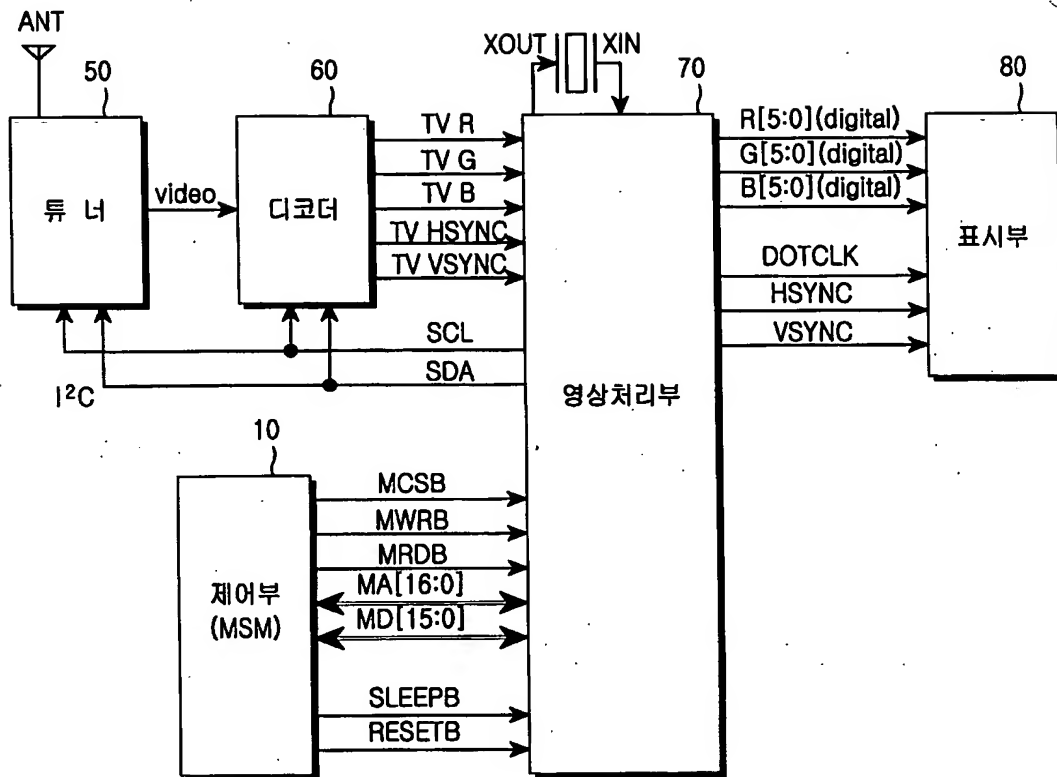 ANT
50
튜 너
video
60
디코더
TV R
TV G
TV B
TV HSYNC
TV VSYNC
XOUT
XIN
70
영상처리부
R[5:0](digital)
G[5:0](digital)
B[5:0](digital)
DOTCLK
HSYNC
VSYNC
80
표시부
SCL
SDA
I²C
10
제어부
(MSM)
MCSB
MWRB
MRDB
MA[16:0]
MD[15:0]
SLEEPB
RESETB